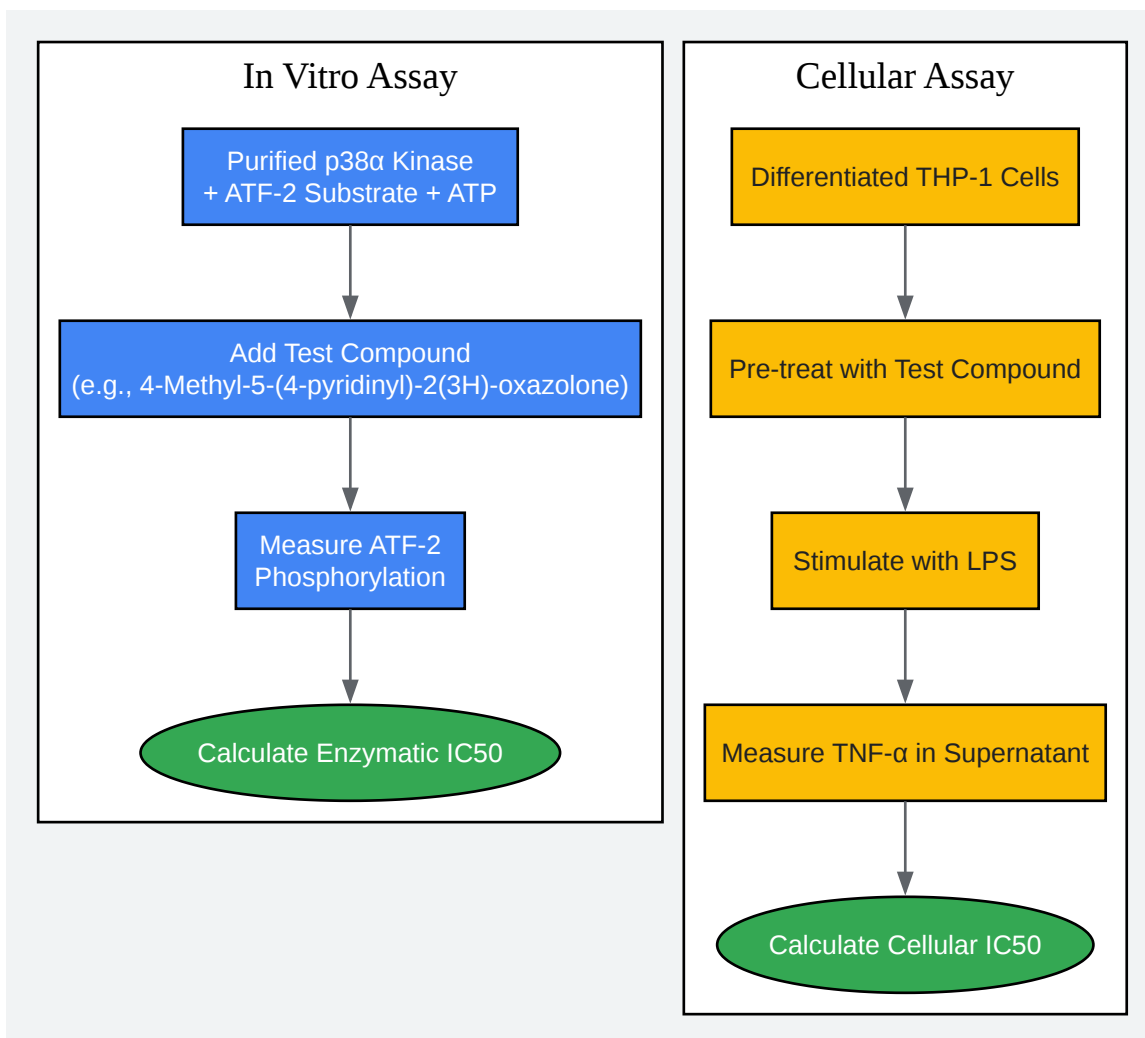 In Vitro Assay
Purified p38α Kinase
+ ATF-2 Substrate + ATP
Add Test Compound
(e.g., 4-Methyl-5-(4-pyridinyl)-2(3H)-oxazolone)
Measure ATF-2
Phosphorylation
Calculate Enzymatic IC50
Cellular Assay
Differentiated THP-1 Cells
Pre-treat with Test Compound
Stimulate with LPS
Measure TNF-α in Supernatant
Calculate Cellular IC50